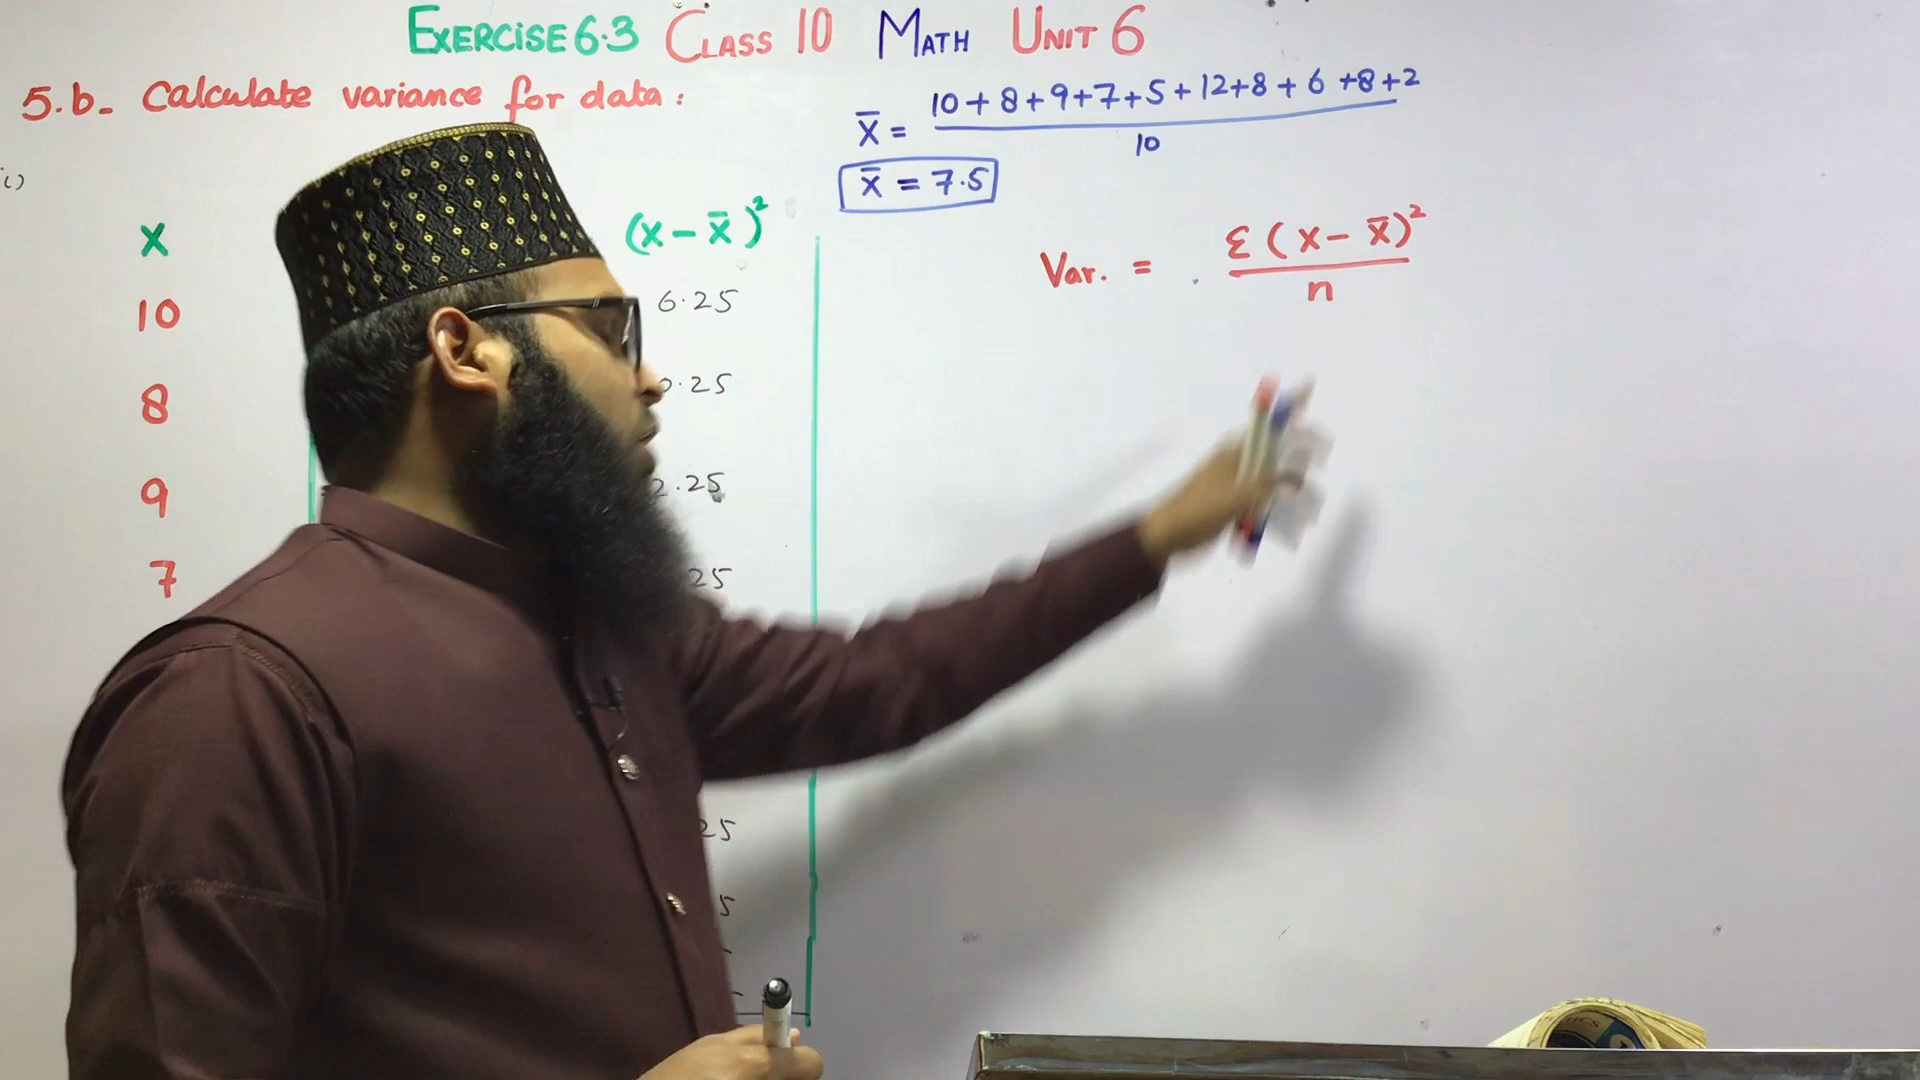 EXERCISE 6.3 CLASS 10 MATH UNIT 6
5.b- Calculate variance for data:
x̄ = 10+8+9+7+5+12+8+6+8+2
10
x̄ = 7.5
x (x-x̄)²
Var. = Σ(x-x̄)²
n
10 6.25
8 .25
9 2.25
7 25
25
5